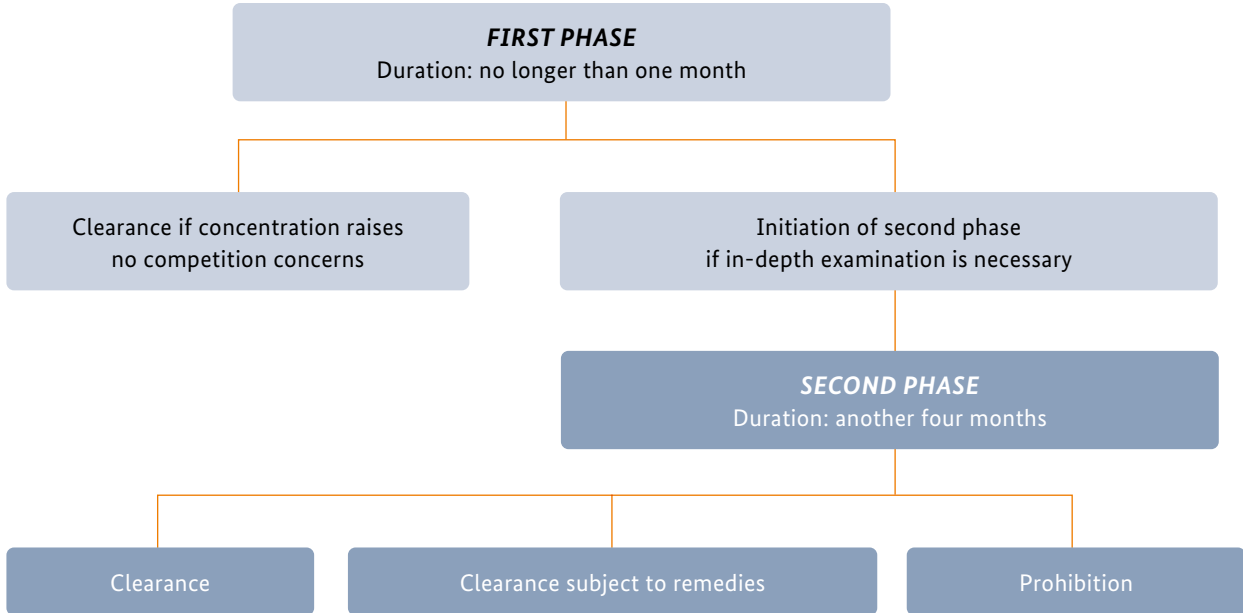 FIRST PHASE
Duration: no longer than one month
Clearance if concentration raises
no competition concerns
Initiation of second phase
if in-depth examination is necessary
SECOND PHASE
Duration: another four months
Clearance
Clearance subject to remedies
Prohibition